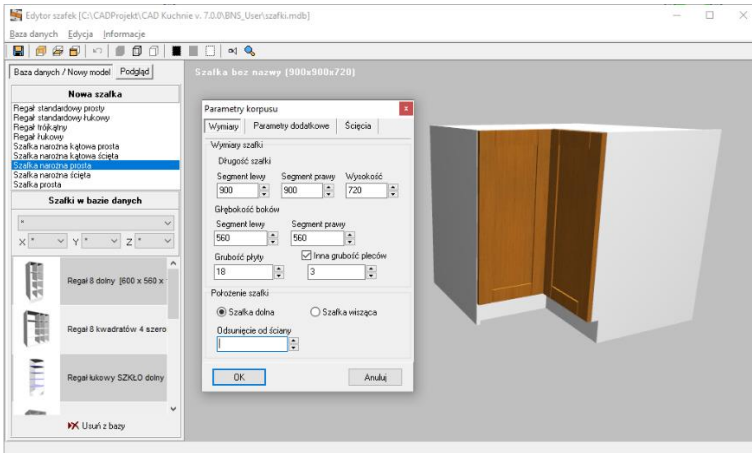 Edytor szafek [C:\CADProjekt\CAD Kuchnie v. 7.0.0\BNS_User\szafki.mdb]
Baza danych Edycja Informacje
Baza danych / Nowy model Podgląd
Szafka bez nazwy (900x900x720)
Nowa szafka
Regał standardowy prosty
Regał standardowy łukowy
Regał trójkątny
Regał łukowy
Szafka narożna kątowa prosta
Szafka narożna kątowa ścięta
Szafka narożna prosta
Szafka narożna ścięta
Szafka prosta
Szafki w bazie danych
*
X * Y * Z *
Regał 8 dolny [600 x 560 x
Regał 8 kwadratów 4 szero
Regał łukowy SZKŁO dolny
Usuń z bazy
Parametry korpusu
x
Wymiary Parametry dodatkowe Ścięcia
Wymiary szafki
Długość szafki
Segment lewy Segment prawy Wysokość
900 900 720
Głębokość boków
Segment lewy Segment prawy
560 560
Grubość płyty Inna grubość pleców
18 3
Położenie szafki
Szafka dolna Szafka wisząca
Odsunięcie od ściany
OK Anuluj